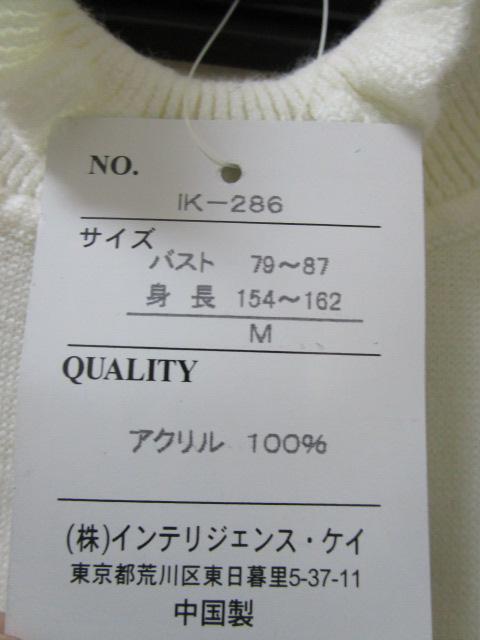 NO.
IK-286
サイズ
バスト 79～87
身長 154～162
M
QUALITY
アクリル 100%
(株)インテリジェンス・ケイ
東京都荒川区東日暮里5-37-11
中国製